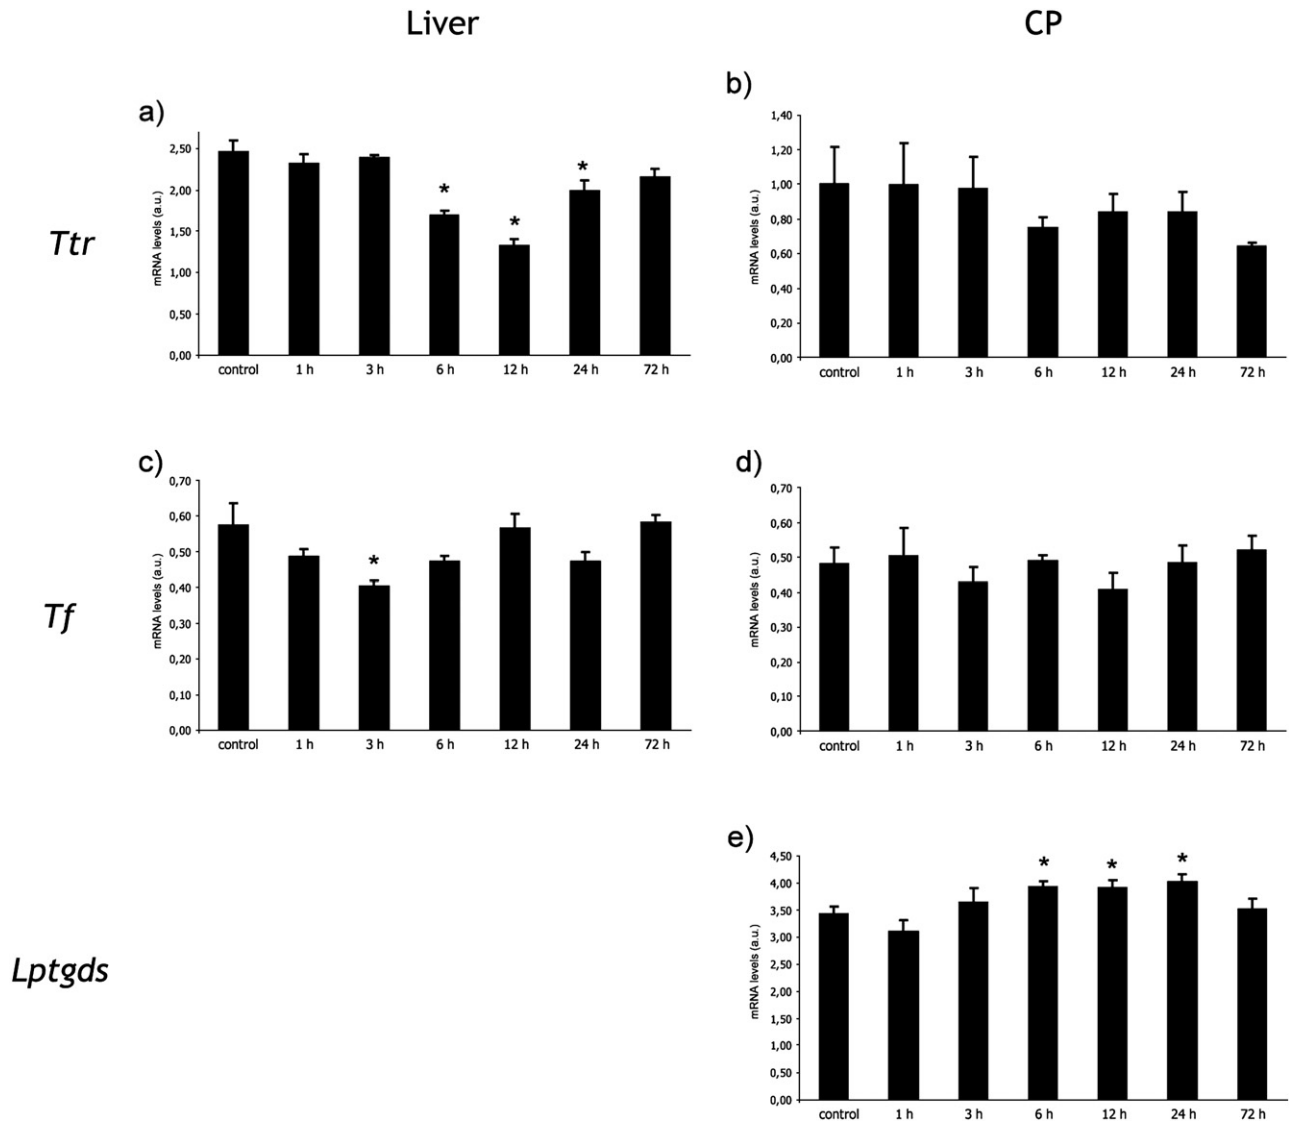 Liver
CP
Ttr
a)
mRNA levels (a.u.)
2,50
2,00
1,50
1,00
0,50
0,00
*
*
*
control 1 h 3 h 6 h 12 h 24 h 72 h
b)
mRNA levels (a.u.)
1,40
1,20
1,00
0,80
0,60
0,40
0,20
0,00
control 1 h 3 h 6 h 12 h 24 h 72 h
Tf
c)
mRNA levels (a.u.)
0,70
0,60
0,50
0,40
0,30
0,20
0,10
0,00
*
control 1 h 3 h 6 h 12 h 24 h 72 h
d)
mRNA levels (a.u.)
0,70
0,60
0,50
0,40
0,30
0,20
0,10
0,00
control 1 h 3 h 6 h 12 h 24 h 72 h
Lptgds
e)
mRNA levels (a.u.)
4,50
4,00
3,50
3,00
2,50
2,00
1,50
1,00
0,50
0,00
* * *
control 1 h 3 h 6 h 12 h 24 h 72 h